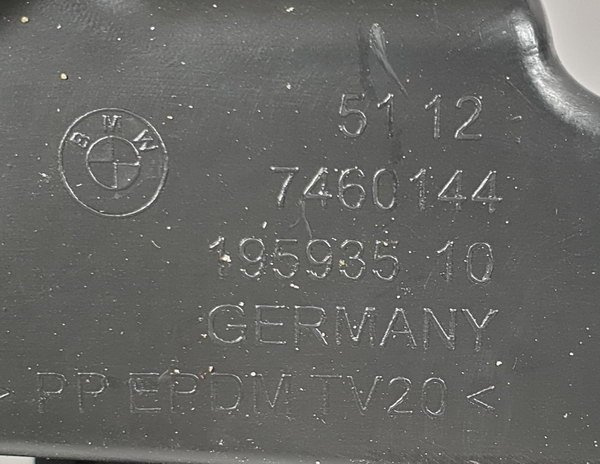 BMW
51 12
7460144
195935 10
GERMANY
> PP EPDM TV20 <